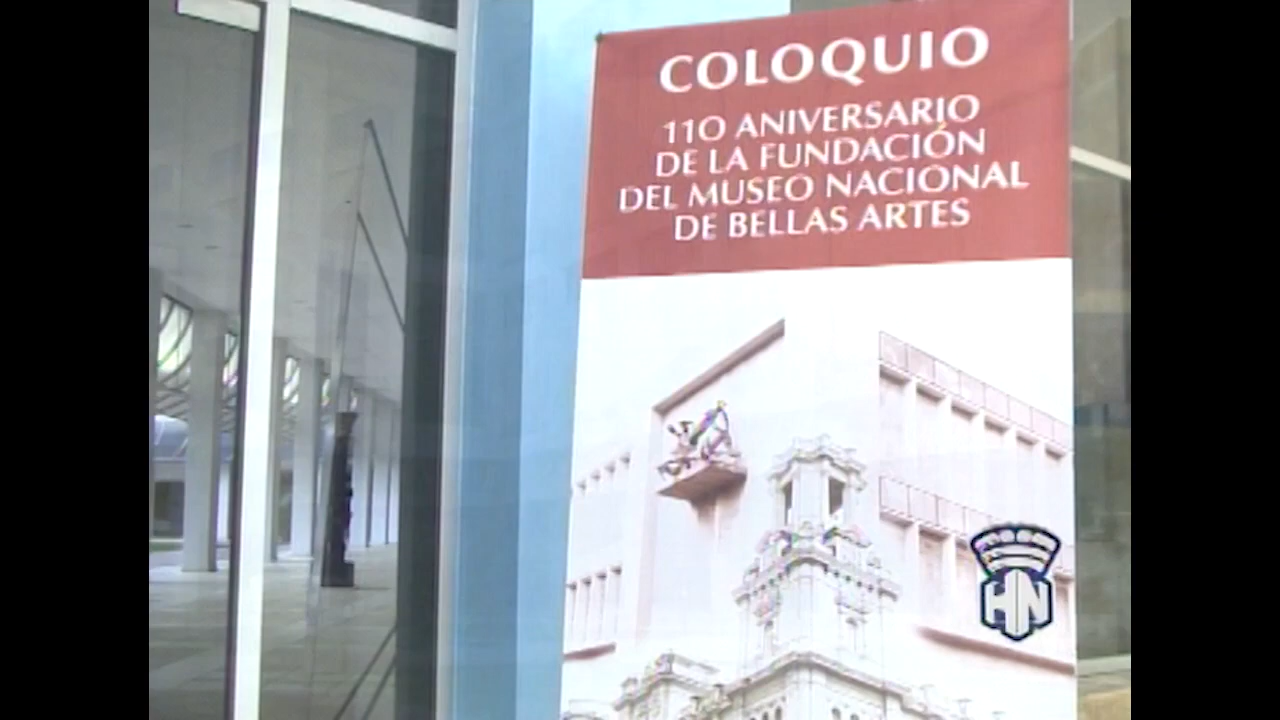 COLOQUIO
110 ANIVERSARIO
DE LA FUNDACIÓN
DEL MUSEO NACIONAL
DE BELLAS ARTES
HN